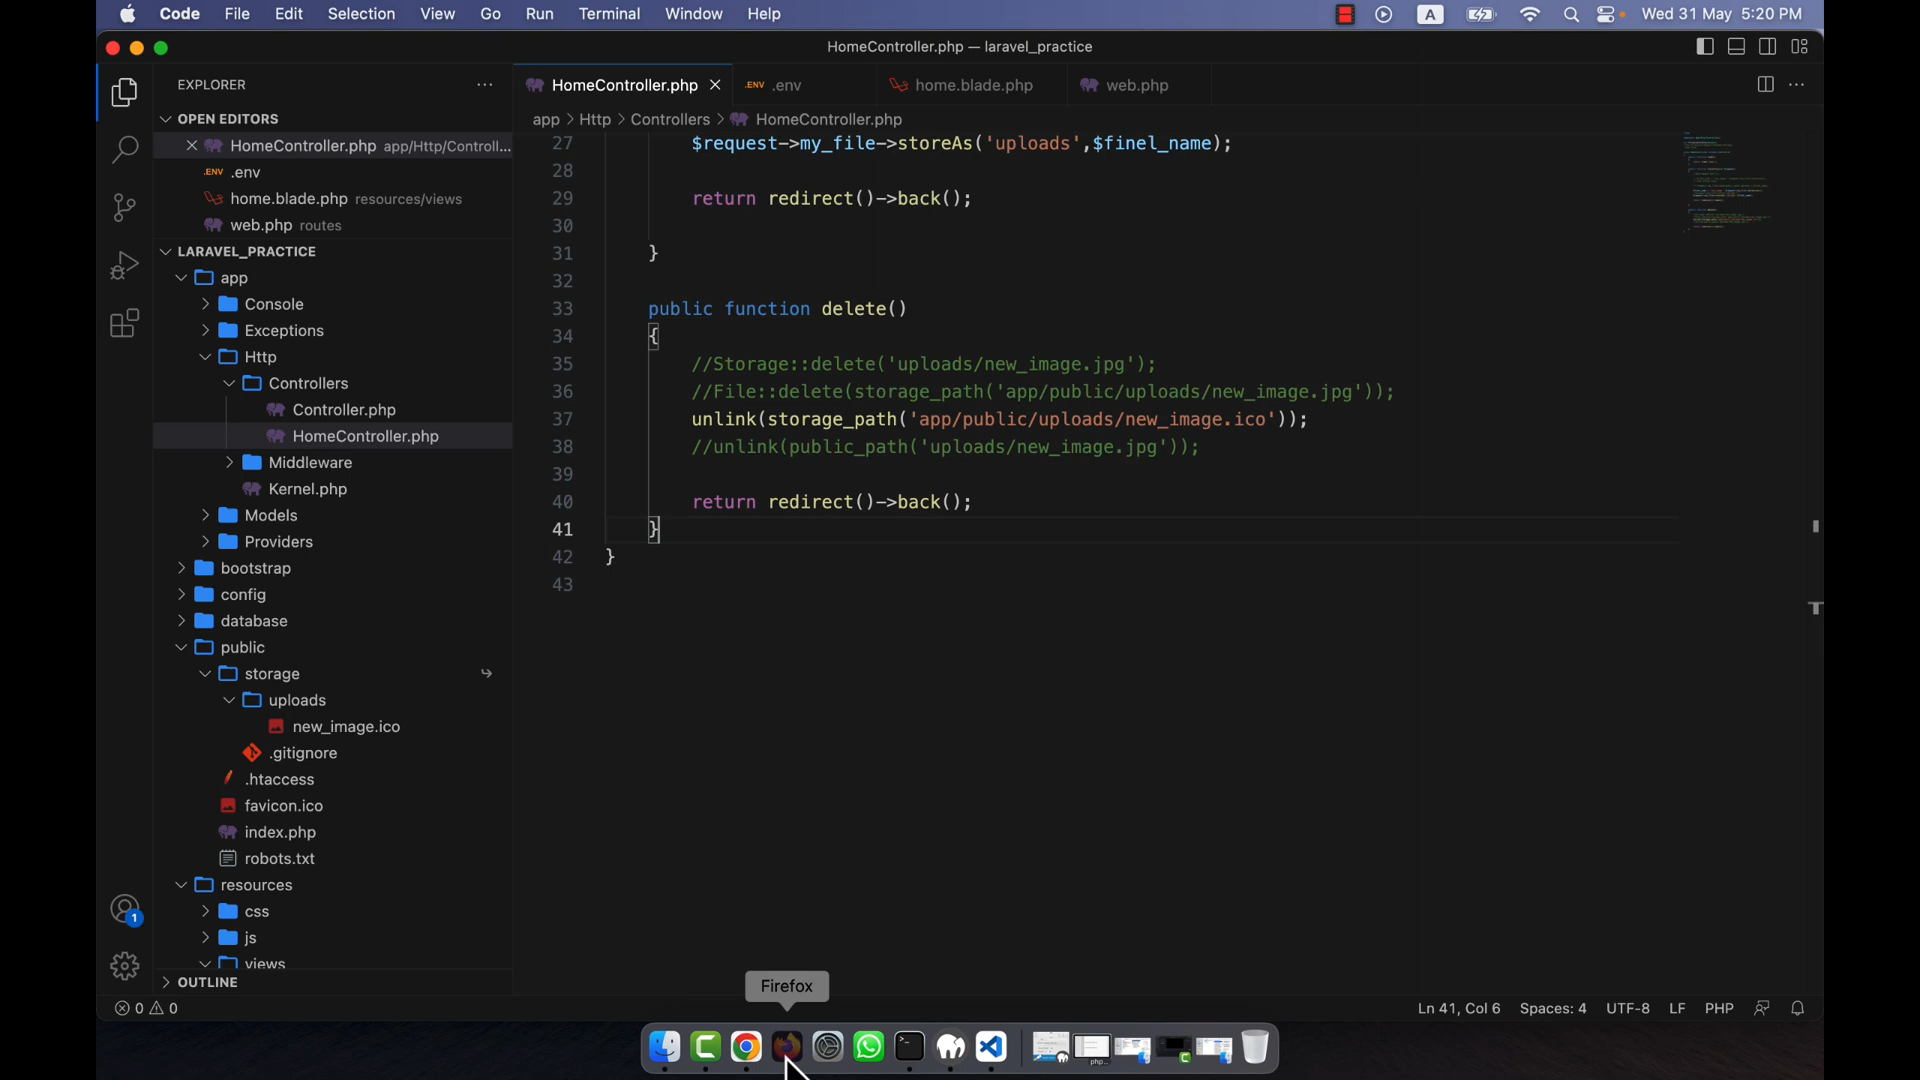 Code File Edit Selection View Go Run Terminal Window Help
A
Wed 31 May 5:20 PM
HomeController.php — laravel_practice
EXPLORER
HomeController.php
.ENV .env
home.blade.php
web.php
OPEN EDITORS
app > Http > Controllers > HomeController.php
HomeController.php app/Http/Controll...
.ENV .env
home.blade.php resources/views
web.php routes
LARAVEL_PRACTICE
app
Console
Exceptions
Http
Controllers
Controller.php
HomeController.php
Middleware
Kernel.php
Models
Providers
bootstrap
config
database
public
storage
uploads
new_image.ico
.gitignore
.htaccess
favicon.ico
index.php
robots.txt
resources
css
js
views
OUTLINE
27 $request->my_file->storeAs('uploads',$finel_name);
28
29 return redirect()->back();
30
31 }
32
33 public function delete()
34 {
35 //Storage::delete('uploads/new_image.jpg');
36 //File::delete(storage_path('app/public/uploads/new_image.jpg'));
37 unlink(storage_path('app/public/uploads/new_image.ico'));
38 //unlink(public_path('uploads/new_image.jpg'));
39
40 return redirect()->back();
41 }
42 }
43
1
Firefox
0 0
Ln 41, Col 6 Spaces: 4 UTF-8 LF PHP
php